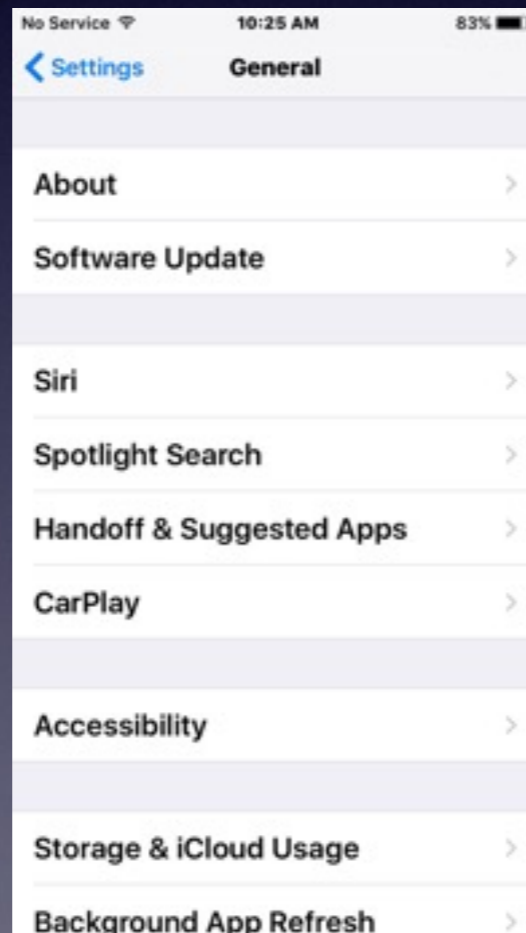 No Service 10:25 AM 83%
Settings General
About
Software Update
Siri
Spotlight Search
Handoff & Suggested Apps
CarPlay
Accessibility
Storage & iCloud Usage
Background App Refresh